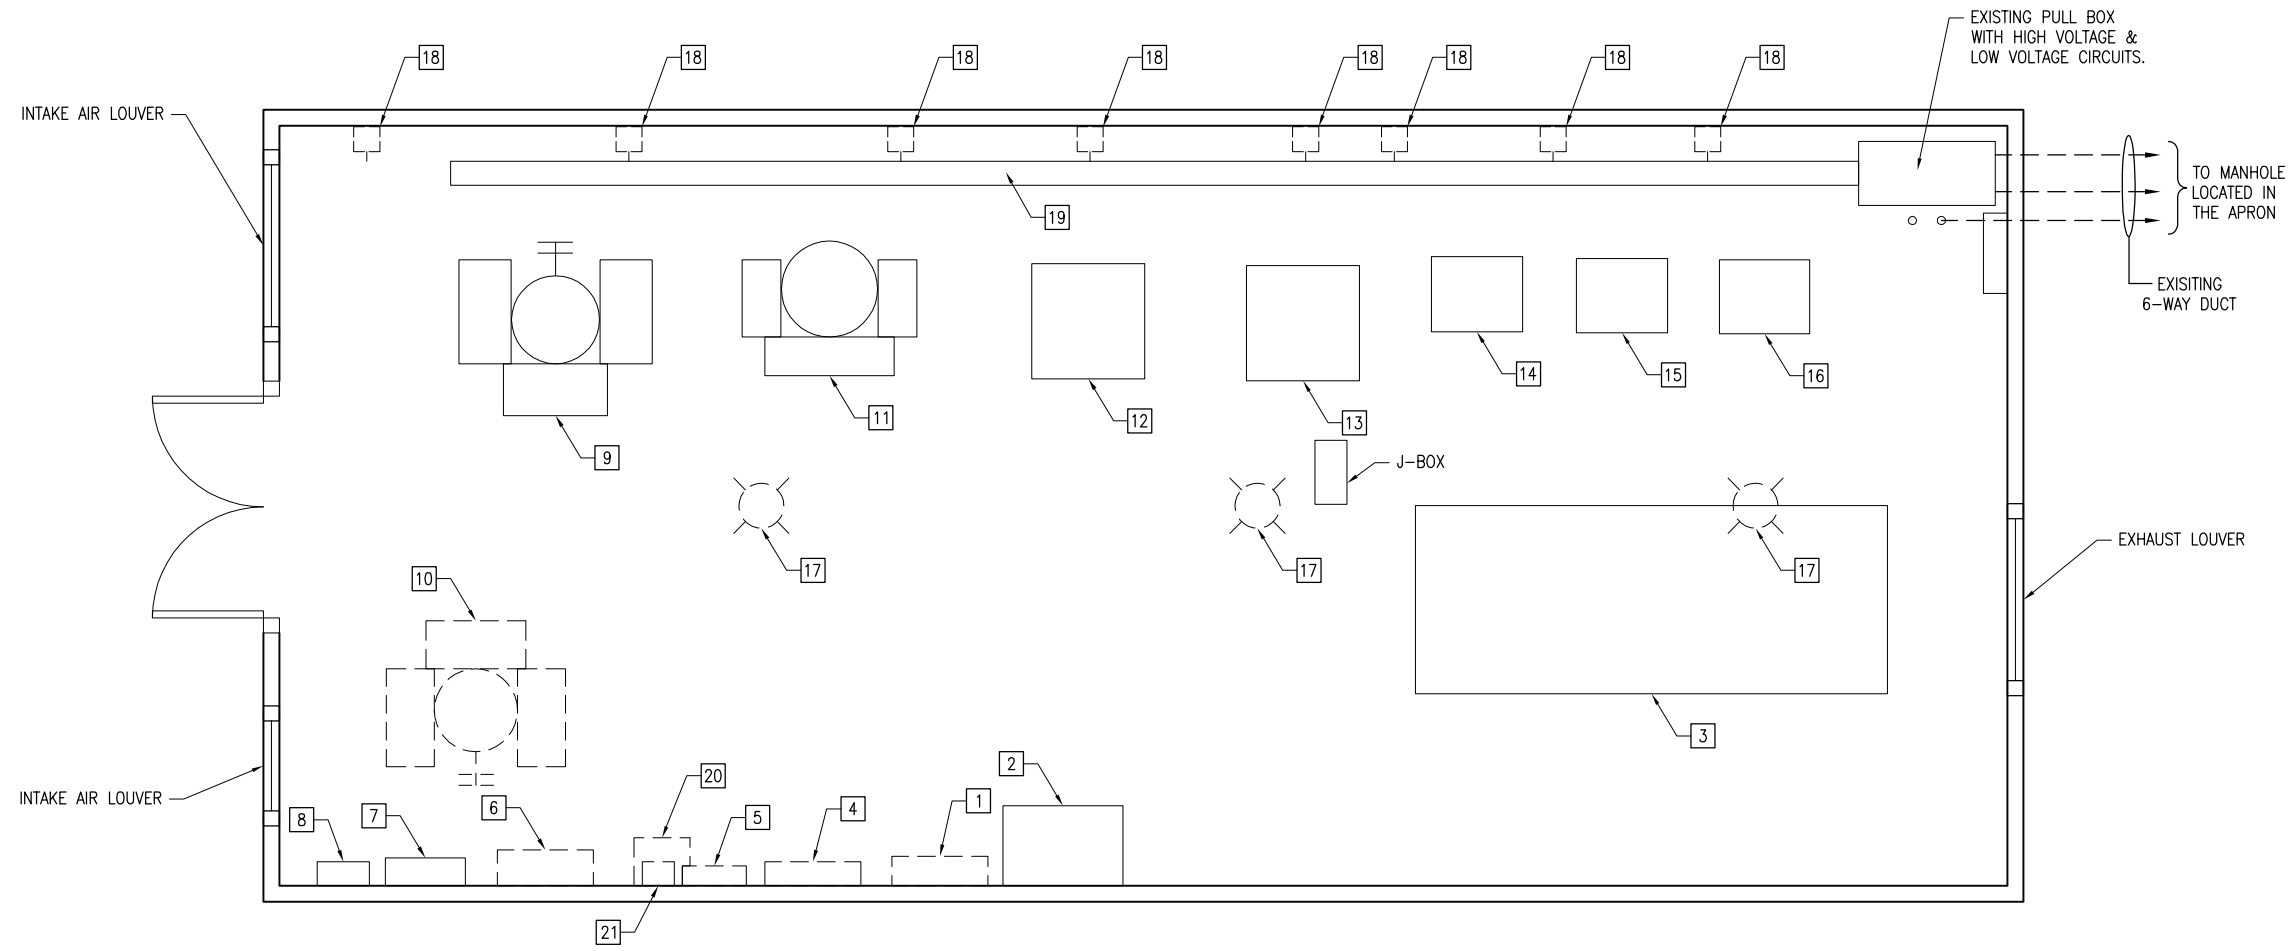 EXISTING PULL BOX
WITH HIGH VOLTAGE &
LOW VOLTAGE CIRCUITS.
18
18
18
18
18
18
18
18
INTAKE AIR LOUVER
TO MANHOLE
LOCATED IN
THE APRON
19
EXISITING
6-WAY DUCT
14
15
16
11
12
13
9
J-BOX
EXHAUST LOUVER
17
17
17
10
3
2
20
INTAKE AIR LOUVER
8
7
6
5
4
1
21